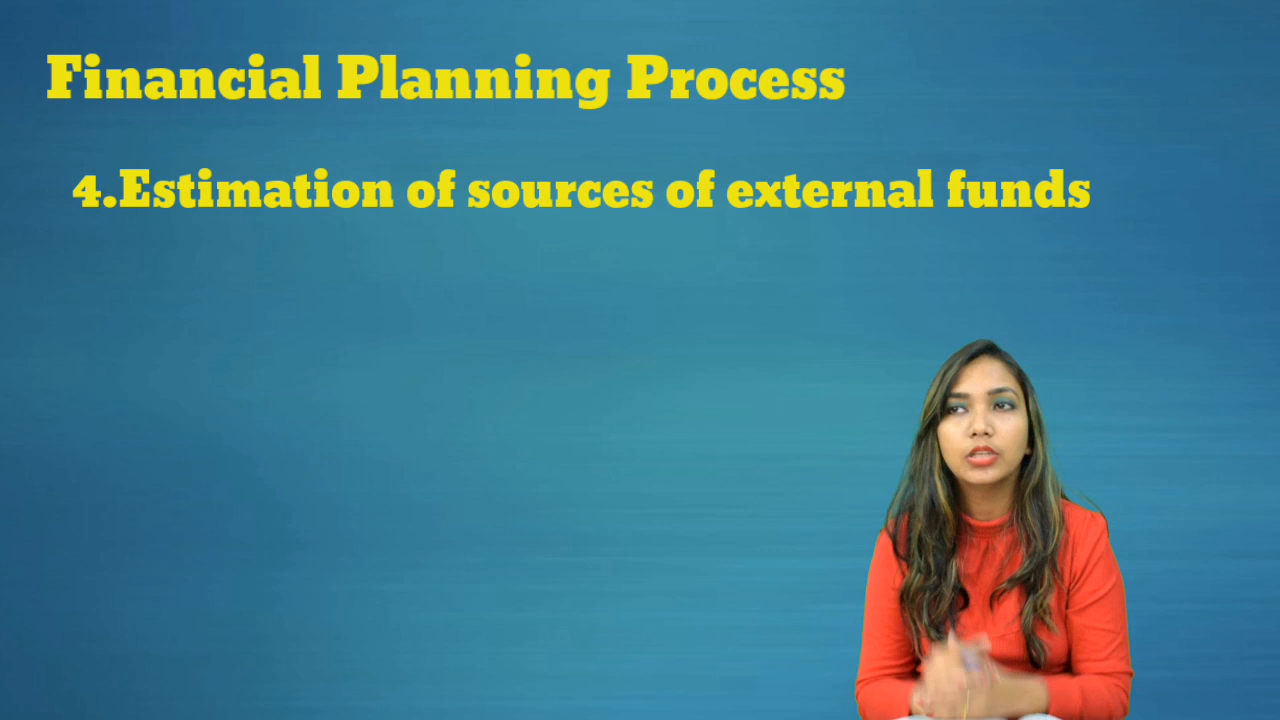 Financial Planning Process
4.Estimation of sources of external funds